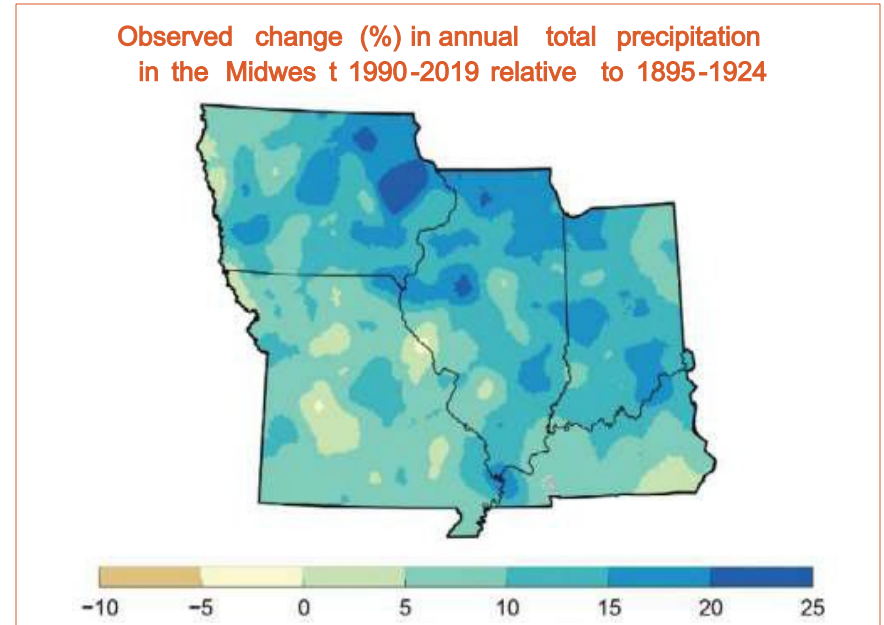 Observed change (%) in annual total precipitation
in the Midwes t 1990-2019 relative to 1895-1924
−10 −5 0 5 10 15 20 25